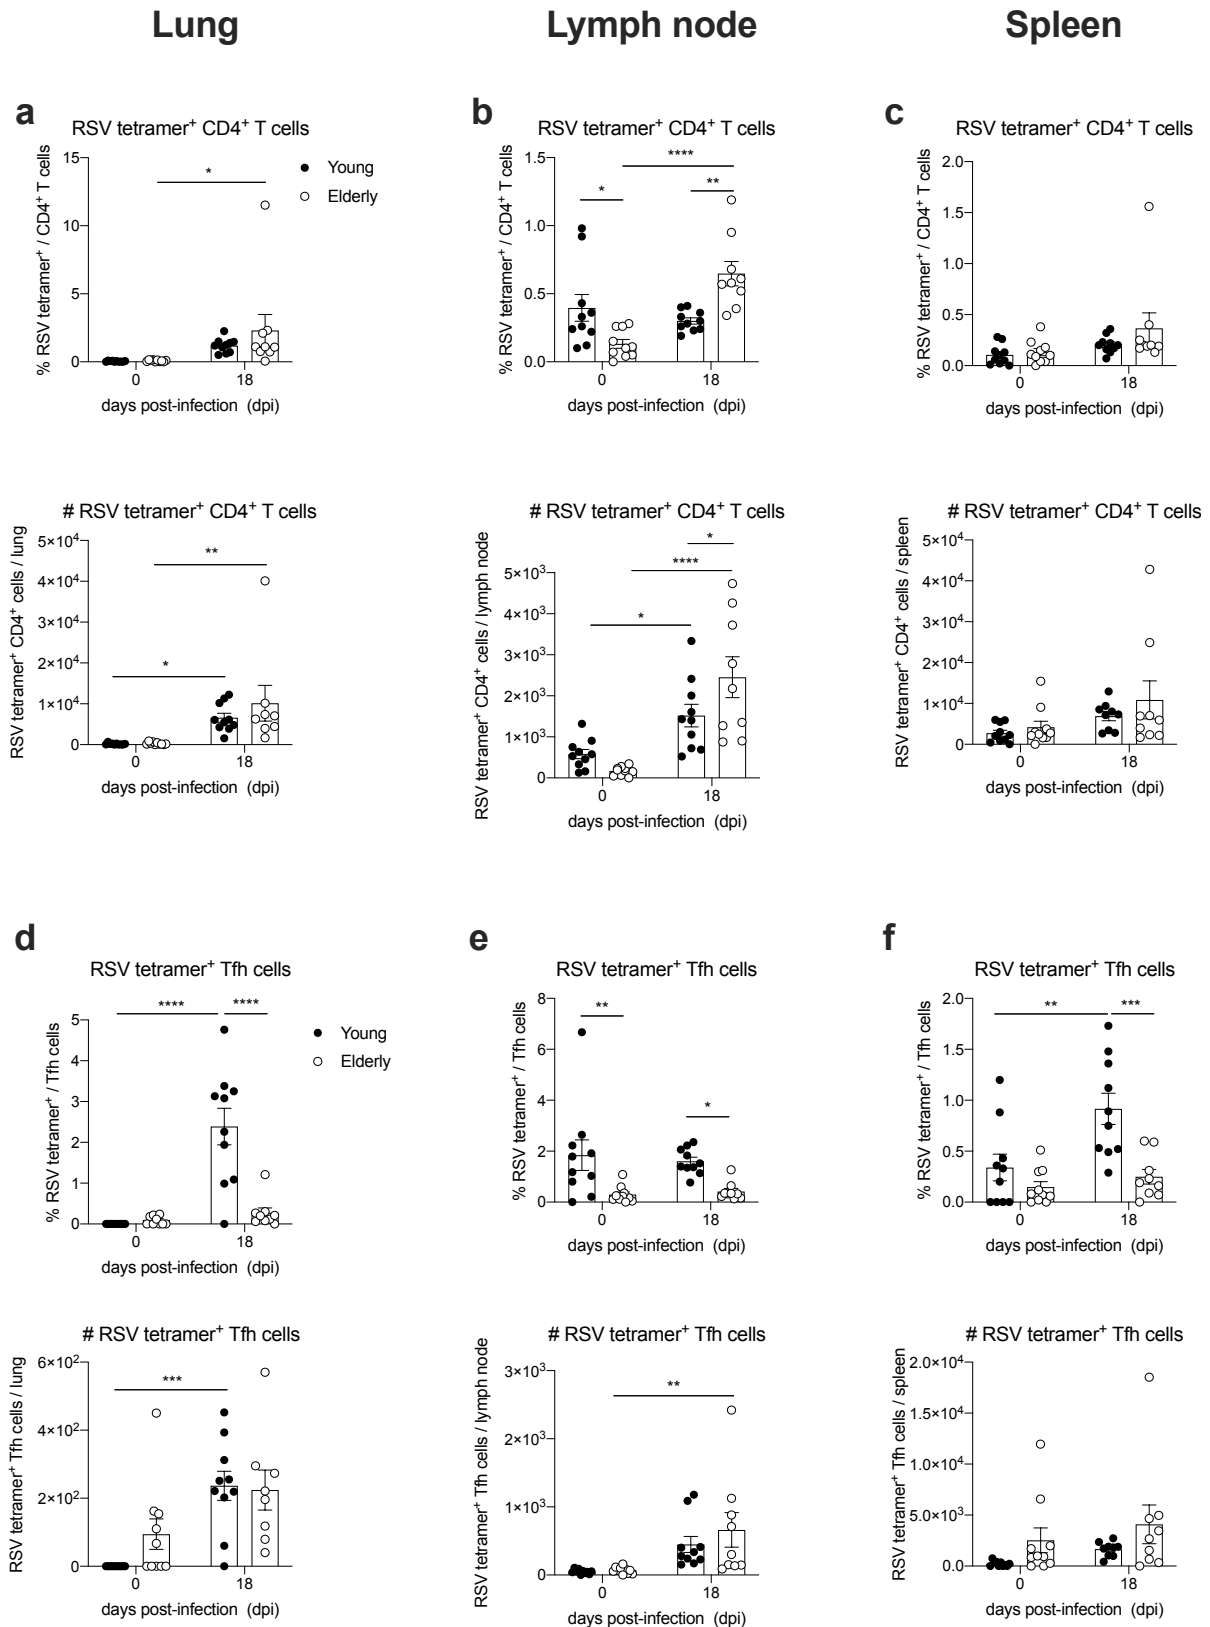 Lung Lymph node Spleen
a b c
RSV tetramer⁺ CD4⁺ T cells
% RSV tetramer⁺ / CD4⁺ T cells
15
10
5
0
*
Young
Elderly
0 18
days post-infection (dpi)
RSV tetramer⁺ CD4⁺ T cells
% RSV tetramer⁺ / CD4⁺ T cells
1.5
1.0
0.5
0.0
****
**
*
0 18
days post-infection (dpi)
RSV tetramer⁺ CD4⁺ T cells
% RSV tetramer⁺ / CD4⁺ T cells
2.0
1.5
1.0
0.5
0.0
0 18
days post-infection (dpi)
# RSV tetramer⁺ CD4⁺ T cells
RSV tetramer⁺ CD4⁺ cells / lung
5×10⁴
4×10⁴
3×10⁴
2×10⁴
1×10⁴
0
**
*
0 18
days post-infection (dpi)
# RSV tetramer⁺ CD4⁺ T cells
RSV tetramer⁺ CD4⁺ cells / lymph node
5×10³
4×10³
3×10³
2×10³
1×10³
0
*
****
*
0 18
days post-infection (dpi)
# RSV tetramer⁺ CD4⁺ T cells
RSV tetramer⁺ CD4⁺ cells / spleen
5×10⁴
4×10⁴
3×10⁴
2×10⁴
1×10⁴
0
0 18
days post-infection (dpi)
d e f
RSV tetramer⁺ Tfh cells
% RSV tetramer⁺ / Tfh cells
5
4
3
2
1
0
**** ****
Young
Elderly
0 18
days post-infection (dpi)
RSV tetramer⁺ Tfh cells
% RSV tetramer⁺ / Tfh cells
8
6
4
2
0
**
*
0 18
days post-infection (dpi)
RSV tetramer⁺ Tfh cells
% RSV tetramer⁺ / Tfh cells
2.0
1.5
1.0
0.5
0.0
** ***
0 18
days post-infection (dpi)
# RSV tetramer⁺ Tfh cells
RSV tetramer⁺ Tfh cells / lung
6×10²
4×10²
2×10²
0
***
0 18
days post-infection (dpi)
# RSV tetramer⁺ Tfh cells
RSV tetramer⁺ Tfh cells / lymph node
3×10³
2×10³
1×10³
0
**
0 18
days post-infection (dpi)
# RSV tetramer⁺ Tfh cells
RSV tetramer⁺ Tfh cells / spleen
2.0×10⁴
1.5×10⁴
1.0×10⁴
5.0×10³
0.0
0 18
days post-infection (dpi)